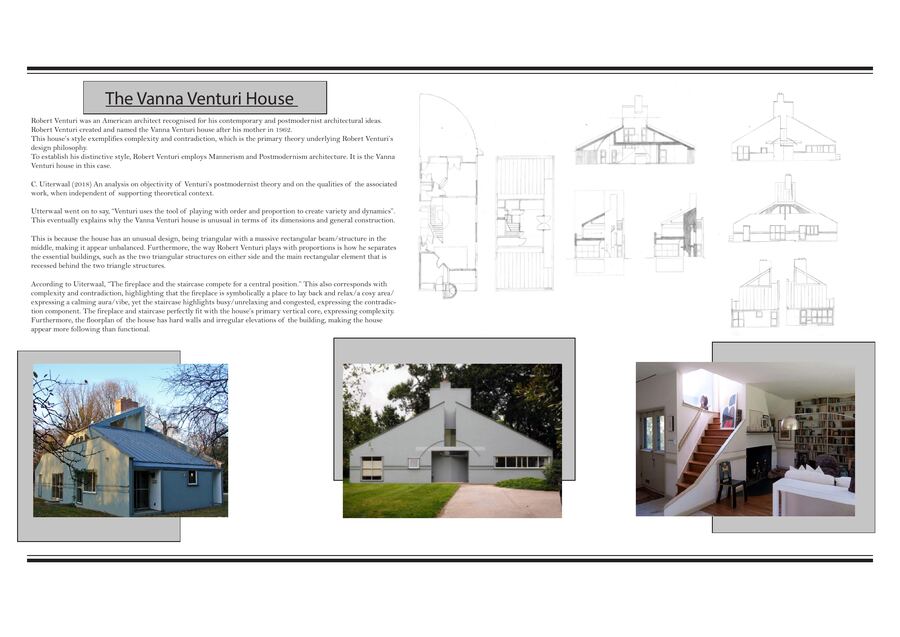 The Vanna Venturi House
Robert Venturi was an American architect recognised for his contemporary and postmodernist architectural ideas.
Robert Venturi created and named the Vanna Venturi house after his mother in 1962.
This house's style exemplifies complexity and contradiction, which is the primary theory underlying Robert Venturi's
design philosophy.
To establish his distinctive style, Robert Venturi employs Mannerism and Postmodernism architecture. It is the Vanna
Venturi house in this case.
C. Uiterwaal (2018) An analysis on objectivity of Venturi's postmodernist theory and on the qualities of the associated
work, when independent of supporting theoretical context.
Utterwaal went on to say, “Venturi uses the tool of playing with order and proportion to create variety and dynamics”.
This eventually explains why the Vanna Venturi house is unusual in terms of its dimensions and general construction.
This is because the house has an unusual design, being triangular with a massive rectangular beam/structure in the
middle, making it appear unbalanced. Furthermore, the way Robert Venturi plays with proportions is how he separates
the essential buildings, such as the two triangular structures on either side and the main rectangular element that is
recessed behind the two triangle structures.
According to Uiterwaal, “The fireplace and the staircase compete for a central position.” This also corresponds with
complexity and contradiction, highlighting that the fireplace is symbolically a place to lay back and relax/a cosy area/
expressing a calming aura/vibe, yet the staircase highlights busy/unrelaxing and congested, expressing the contradic-
tion component. The fireplace and staircase perfectly fit with the house's primary vertical core, expressing complexity.
Furthermore, the floorplan of the house has hard walls and irregular elevations of the building, making the house
appear more following than functional.